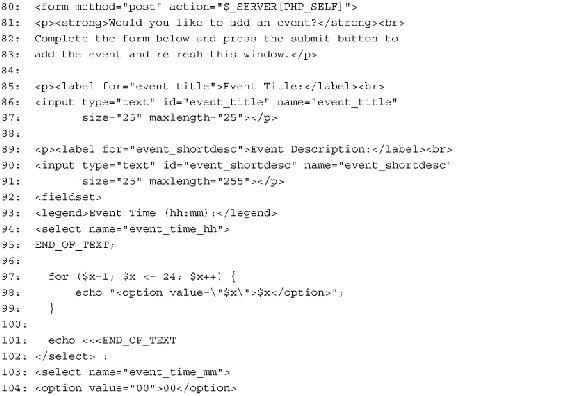 80: <form method="post" action="$_SERVER[PHP_SELF]">
81: <p><strong>Would you like to add an event?</strong><br>
82: Complete the form below and press the submit button to
83: add the event and refresh this window.</p>
84:
85: <p><label for="event_title">Event Title:</label><br>
86: <input type="text" id="event_title" name="event_title"
87:        size="25" maxlength="25"></p>
88:
89: <p><label for="event_shortdesc">Event Description:</label><br>
90: <input type="text" id="event_shortdesc" name="event_shortdesc"
91:        size="25" maxlength="255"></p>
92: <fieldset>
93: <legend>Event Time (hh:mm):</legend>
94: <select name="event_time_hh">
95: END_OF_TEXT;
96:
97:   for ($x=1; $x <= 24; $x++) {
98:       echo "<option value=\"$x\">$x</option>";
99:   }
100:
101:   echo <<<END_OF_TEXT
102: </select> :
103: <select name="event_time_mm">
104: <option value="00">00</option>